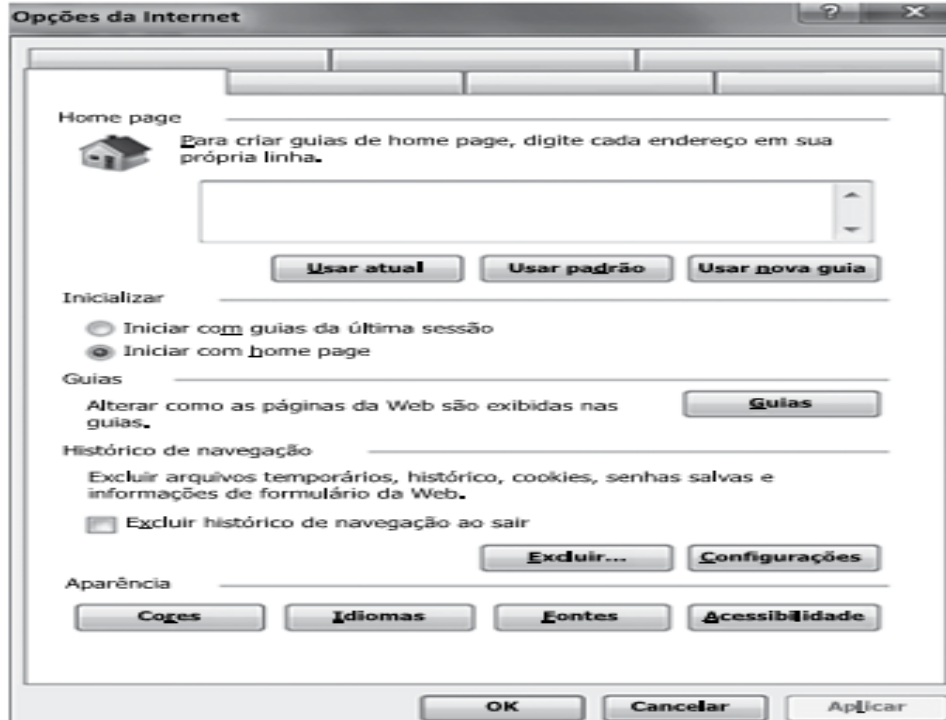 Opções da Internet
Home page
Para criar guias de home page, digite cada endereço em sua
própria linha.
Usar atual
Usar padrão
Usar nova guia
Inicializar
Iniciar com guias da última sessão
Iniciar com home page
Guias
Alterar como as páginas da Web são exibidas nas
guias.
Guias
Histórico de navegação
Excluir arquivos temporários, histórico, cookies, senhas salvas e
informações de formulário da Web.
Excluir histórico de navegação ao sair
Excluir...
Configurações
Aparência
Cores
Idiomas
Fontes
Acessibilidade
OK
Cancelar
Aplicar